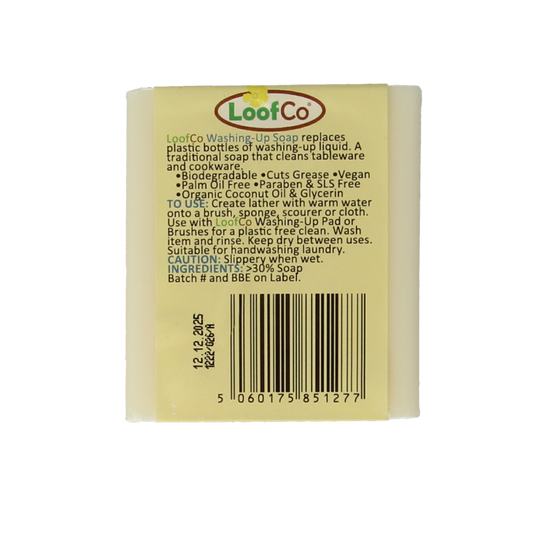 LoofCo®
LoofCo Washing-Up Soap replaces
plastic bottles of washing-up liquid. A
traditional soap that cleans tableware
and cookware.
•Biodegradable •Cuts Grease •Vegan
•Palm Oil Free •Paraben & SLS Free
•Organic Coconut Oil & Glycerin
TO USE: Create lather with warm water
onto a brush, sponge, scourer or cloth.
Use with LoofCo Washing-Up Pad or
Brushes for a plastic free clean. Wash
item and rinse. Keep dry between uses.
Suitable for handwashing laundry.
CAUTION: Slippery when wet.
INGREDIENTS: >30% Soap
Batch # and BBE on Label.
12.12.2025
1222/026/A
5 060175 851277